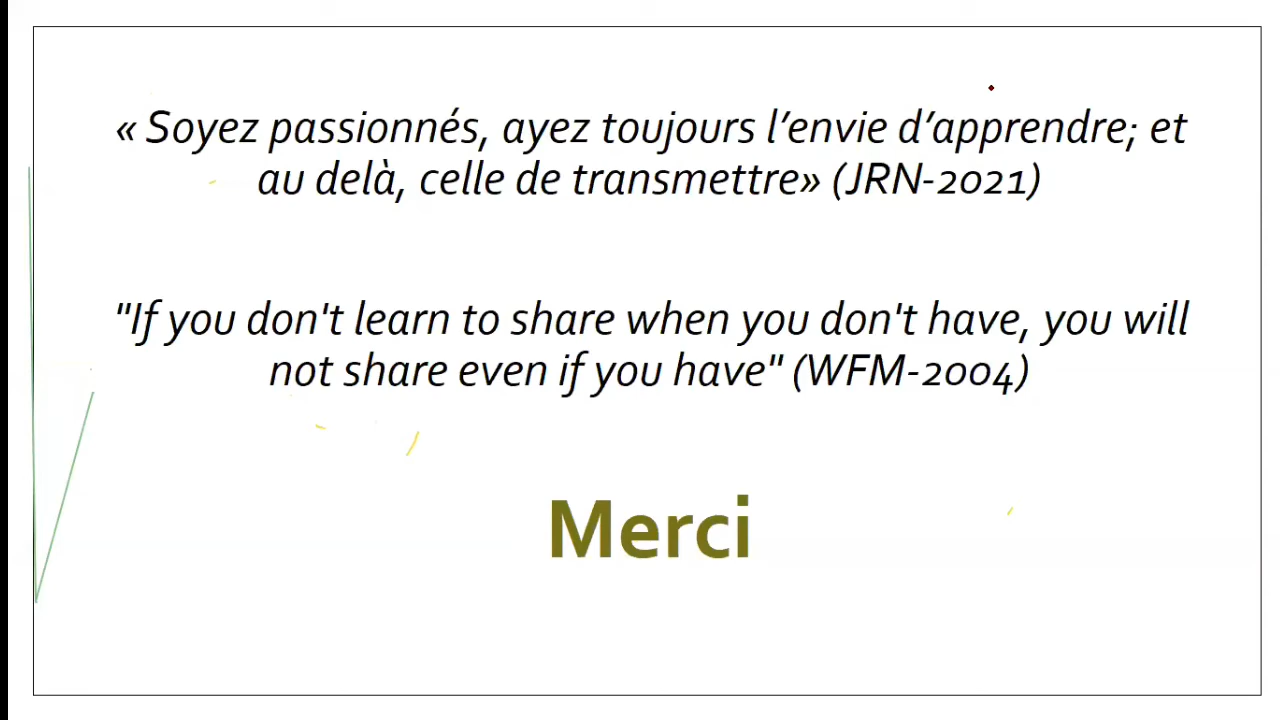 « Soyez passionnés, ayez toujours l’envie d’apprendre; et
au delà, celle de transmettre» (JRN-2021)
"If you don't learn to share when you don't have, you will
not share even if you have" (WFM-2004)
Merci